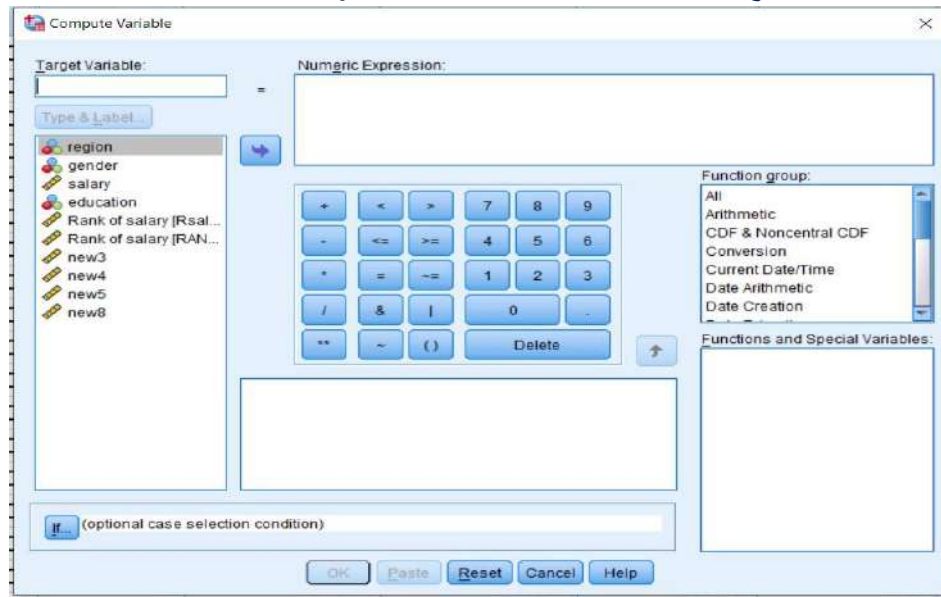 Compute Variable
Target Variable:
Numeric Expression:
=
Type & Label...
region
gender
salary
education
Rank of salary [Rsal...
Rank of salary [RAN...
new3
new4
new5
new8
+ < > 7 8 9
- <= >= 4 5 6
* = ~= 1 2 3
/ & | 0 .
** ~ ( ) Delete
Function group:
All
Arithmetic
CDF & Noncentral CDF
Conversion
Current Date/Time
Date Arithmetic
Date Creation
Functions and Special Variables:
If... (optional case selection condition)
OK Paste Reset Cancel Help